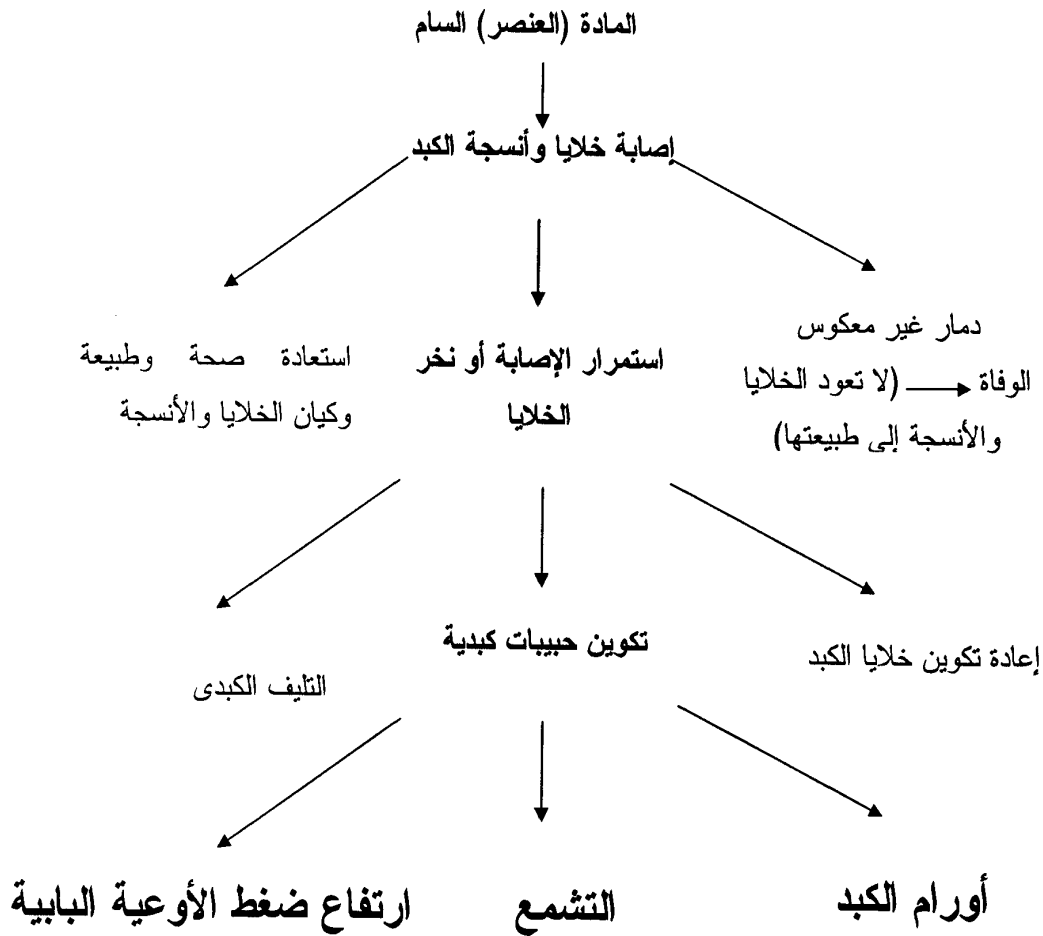 المادة (العنصر) السام
إصابة خلايا وأنسجة الكبد
دمار غير معكوس
(لا تعود الخلايا ⟶ الوفاة
والأنسجة إلى طبيعتها)
استمرار الإصابة أو نخر
الخلايا
استعادة صحة وطبيعة
وكيان الخلايا والأنسجة
إعادة تكوين خلايا الكبد
تكوين حبيبات كبدية
التليف الكبدى
أورام الكبد
التشمع
ارتفاع ضغط الأوعية البابية